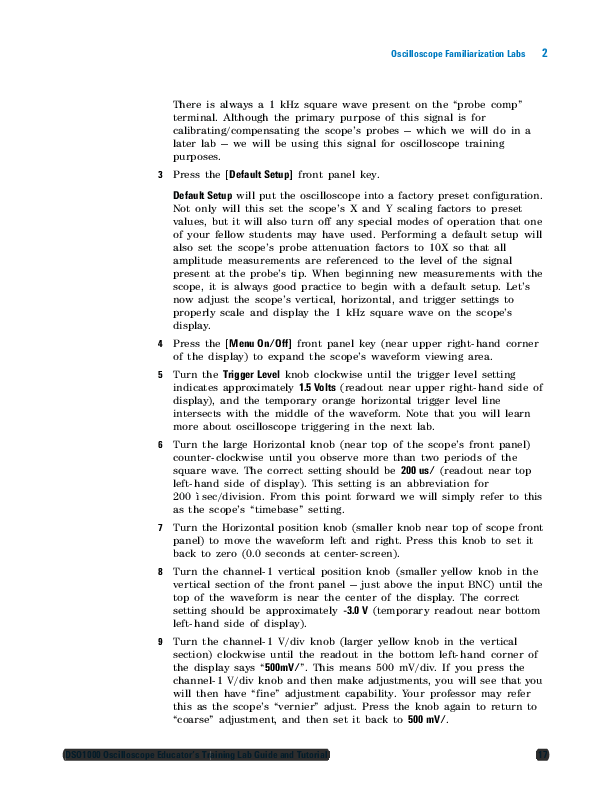 Oscilloscope Familiarization Labs 2
There is always a 1 kHz square wave present on the “probe comp”
terminal. Although the primary purpose of this signal is for
calibrating/compensating the scope’s probes — which we will do in a
later lab — we will be using this signal for oscilloscope training
purposes.
3 Press the [Default Setup] front panel key.
Default Setup will put the oscilloscope into a factory preset configuration.
Not only will this set the scope’s X and Y scaling factors to preset
values, but it will also turn off any special modes of operation that one
of your fellow students may have used. Performing a default setup will
also set the scope’s probe attenuation factors to 10X so that all
amplitude measurements are referenced to the level of the signal
present at the probe’s tip. When beginning new measurements with the
scope, it is always good practice to begin with a default setup. Let’s
now adjust the scope’s vertical, horizontal, and trigger settings to
properly scale and display the 1 kHz square wave on the scope’s
display.
4 Press the [Menu On/Off] front panel key (near upper right-hand corner
of the display) to expand the scope’s waveform viewing area.
5 Turn the Trigger Level knob clockwise until the trigger level setting
indicates approximately 1.5 Volts (readout near upper right-hand side of
display), and the temporary orange horizontal trigger level line
intersects with the middle of the waveform. Note that you will learn
more about oscilloscope triggering in the next lab.
6 Turn the large Horizontal knob (near top of the scope’s front panel)
counter-clockwise until you observe more than two periods of the
square wave. The correct setting should be 200 us/ (readout near top
left-hand side of display). This setting is an abbreviation for
200 ìsec/division. From this point forward we will simply refer to this
as the scope’s “timebase” setting.
7 Turn the Horizontal position knob (smaller knob near top of scope front
panel) to move the waveform left and right. Press this knob to set it
back to zero (0.0 seconds at center-screen).
8 Turn the channel-1 vertical position knob (smaller yellow knob in the
vertical section of the front panel — just above the input BNC) until the
top of the waveform is near the center of the display. The correct
setting should be approximately -3.0 V (temporary readout near bottom
left-hand side of display).
9 Turn the channel-1 V/div knob (larger yellow knob in the vertical
section) clockwise until the readout in the bottom left-hand corner of
the display says “500mV/”. This means 500 mV/div. If you press the
channel-1 V/div knob and then make adjustments, you will see that you
will then have “fine” adjustment capability. Your professor may refer
this as the scope’s “vernier” adjust. Press the knob again to return to
“coarse” adjustment, and then set it back to 500 mV/.
DSO1000 Oscilloscope Educator’s Training Lab Guide and Tutorial